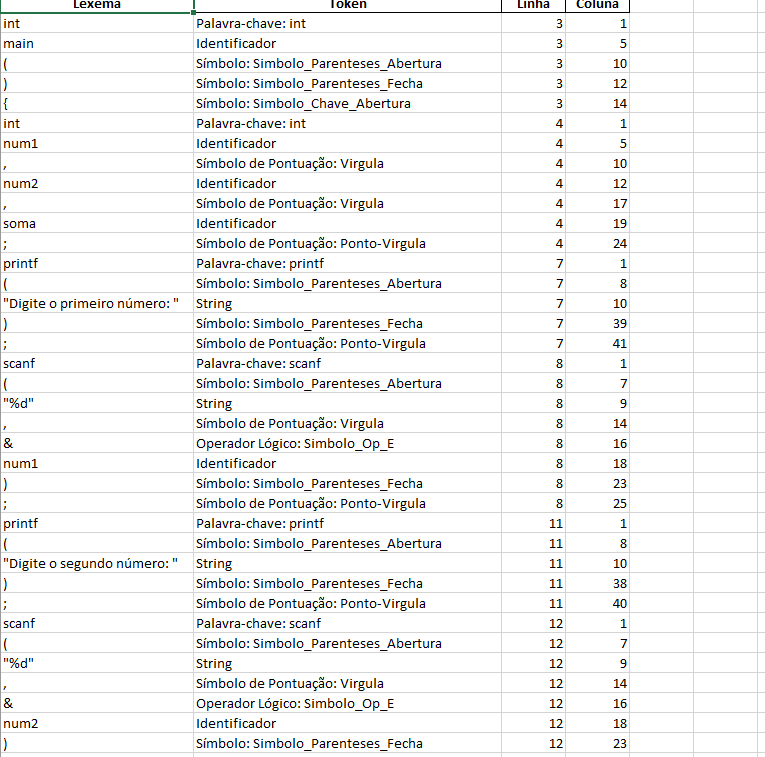 Lexema Token Linha Coluna
int Palavra-chave: int 3 1
main Identificador 3 5
( Símbolo: Simbolo_Parenteses_Abertura 3 10
) Símbolo: Simbolo_Parenteses_Fecha 3 12
{ Símbolo: Simbolo_Chave_Abertura 3 14
int Palavra-chave: int 4 1
num1 Identificador 4 5
, Símbolo de Pontuação: Virgula 4 10
num2 Identificador 4 12
, Símbolo de Pontuação: Virgula 4 17
soma Identificador 4 19
; Símbolo de Pontuação: Ponto-Virgula 4 24
printf Palavra-chave: printf 7 1
( Símbolo: Simbolo_Parenteses_Abertura 7 8
"Digite o primeiro número: " String 7 10
) Símbolo: Simbolo_Parenteses_Fecha 7 39
; Símbolo de Pontuação: Ponto-Virgula 7 41
scanf Palavra-chave: scanf 8 1
( Símbolo: Simbolo_Parenteses_Abertura 8 7
"%d" String 8 9
, Símbolo de Pontuação: Virgula 8 14
& Operador Lógico: Simbolo_Op_E 8 16
num1 Identificador 8 18
) Símbolo: Simbolo_Parenteses_Fecha 8 23
; Símbolo de Pontuação: Ponto-Virgula 8 25
printf Palavra-chave: printf 11 1
( Símbolo: Simbolo_Parenteses_Abertura 11 8
"Digite o segundo número: " String 11 10
) Símbolo: Simbolo_Parenteses_Fecha 11 38
; Símbolo de Pontuação: Ponto-Virgula 11 40
scanf Palavra-chave: scanf 12 1
( Símbolo: Simbolo_Parenteses_Abertura 12 7
"%d" String 12 9
, Símbolo de Pontuação: Virgula 12 14
& Operador Lógico: Simbolo_Op_E 12 16
num2 Identificador 12 18
) Símbolo: Simbolo_Parenteses_Fecha 12 23